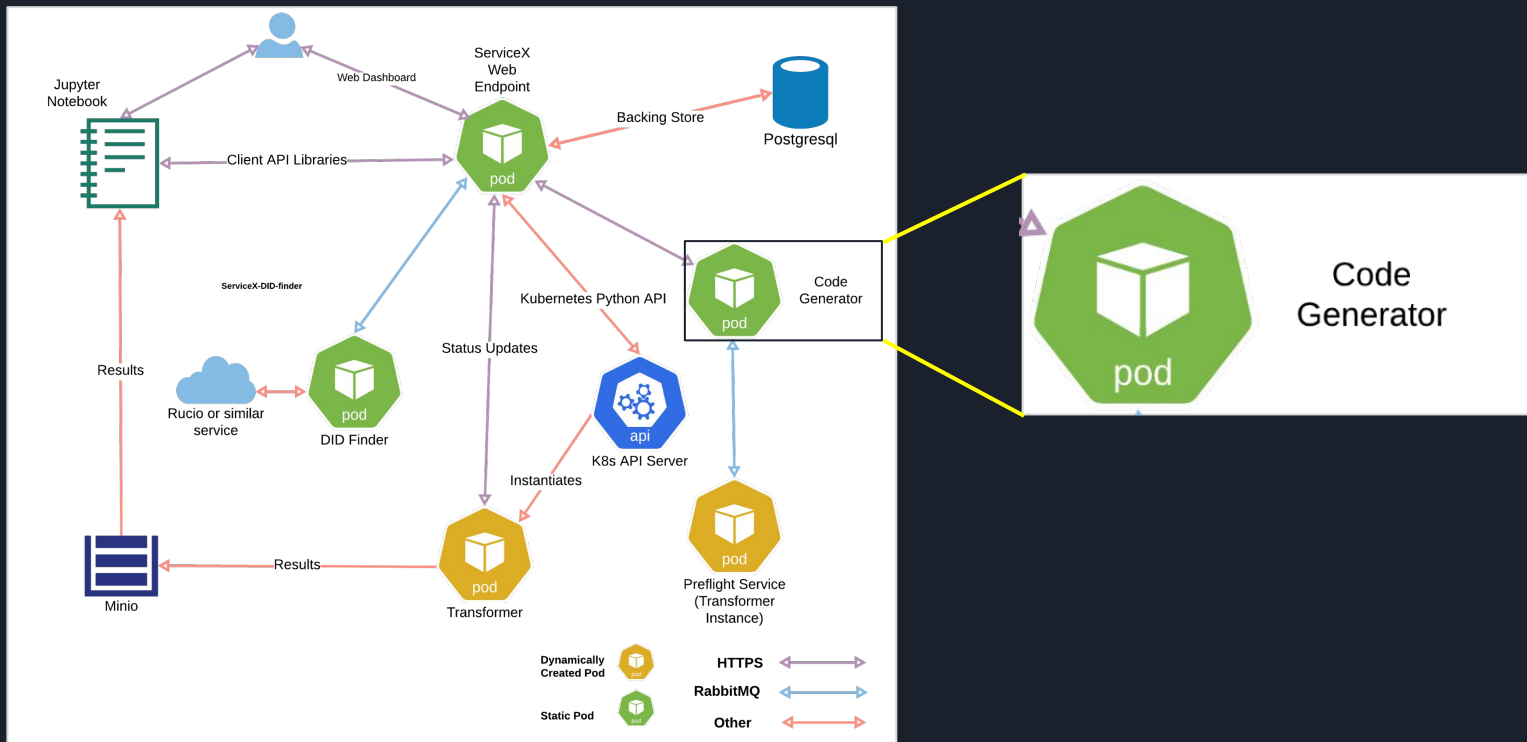 ServiceX
Web
Endpoint
Web Dashboard
Jupyter
Notebook
Backing Store
Postgresql
Client API Libraries
pod
Code
Generator
pod
Code
Generator
pod
ServiceX-DID-finder
Kubernetes Python API
Status Updates
Results
Rucio or similar
service
pod
DID Finder
api
K8s API Server
Instantiates
pod
Preflight Service
(Transformer
Instance)
Results
pod
Transformer
Minio
Dynamically
Created Pod
pod
HTTPS
RabbitMQ
Static Pod
pod
Other